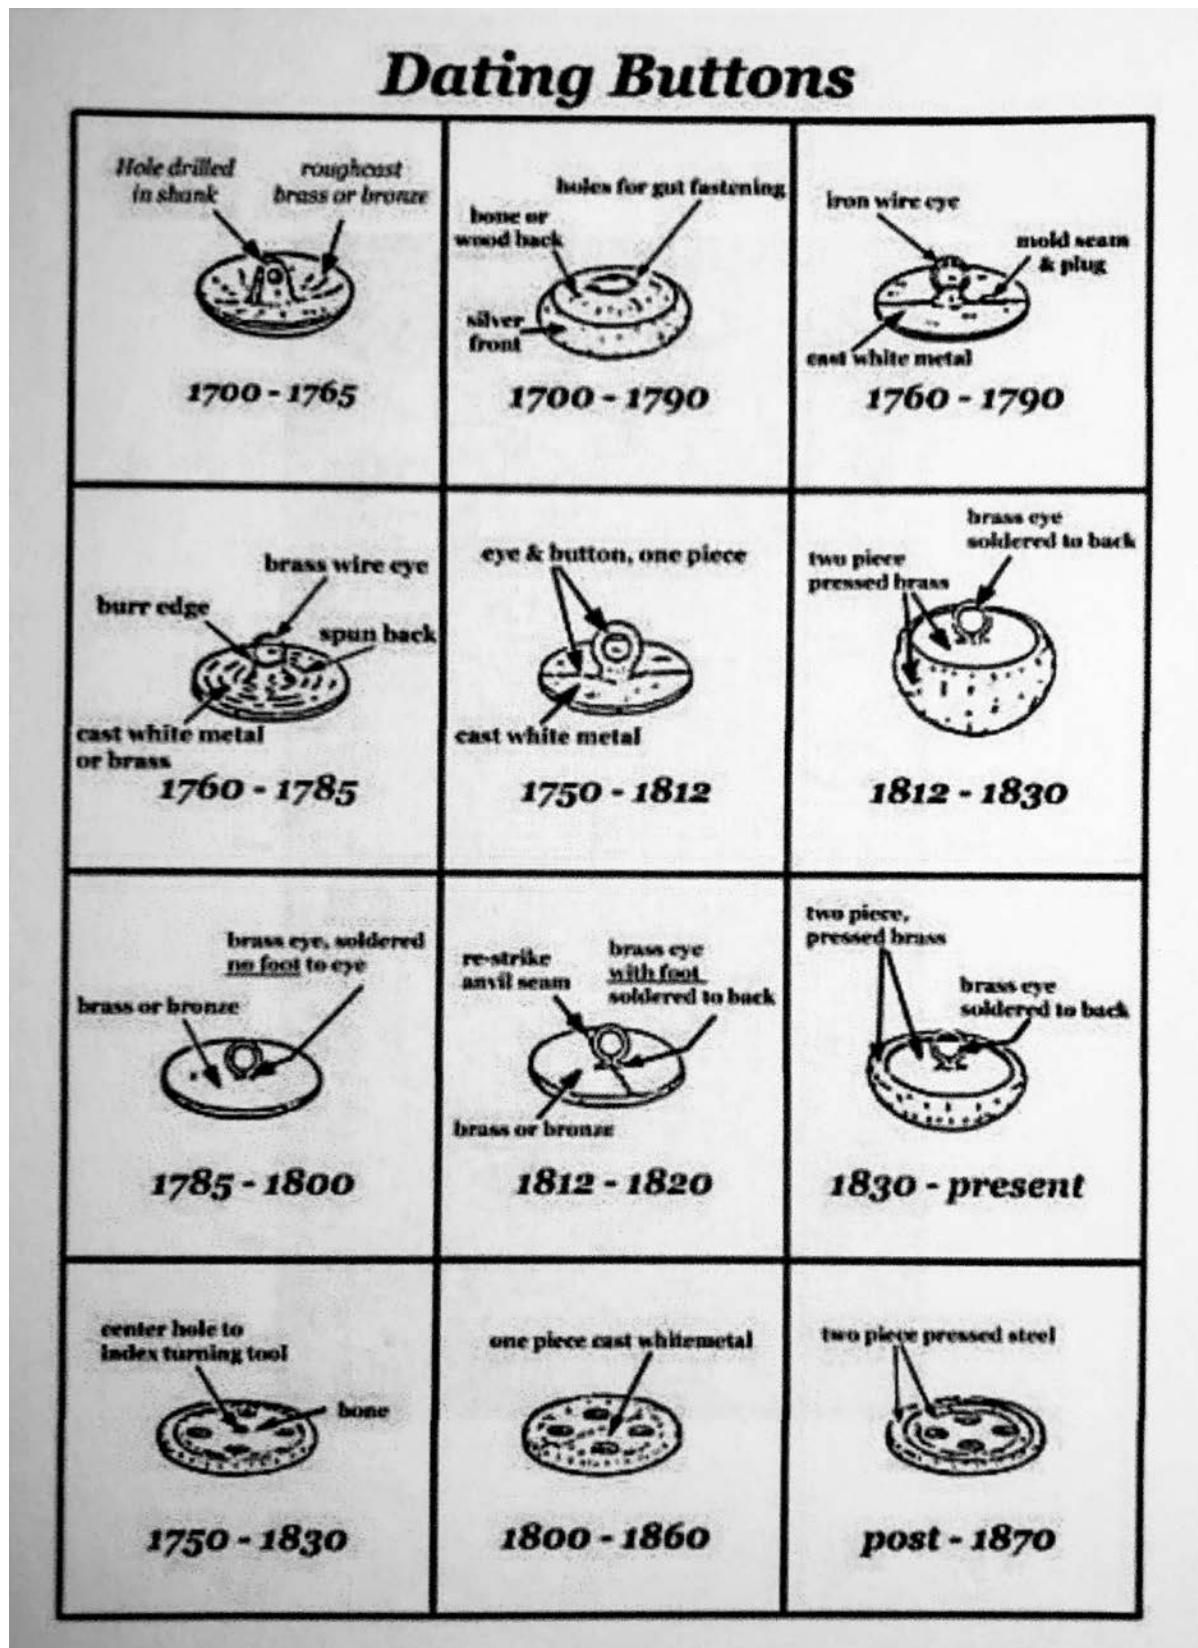 Dating Buttons
Hole drilled
in shank
roughcast
brass or bronze
1700 - 1765
holes for gut fastening
bone or
wood back
silver
front
1700 - 1790
iron wire eye
mold seam
& plug
cast white metal
1760 - 1790
brass wire eye
burr edge
spun back
cast white metal
or brass
1760 - 1785
eye & button, one piece
cast white metal
1750 - 1812
brass eye
soldered to back
two piece
pressed brass
1812 - 1830
brass eye, soldered
no foot to eye
brass or bronze
1785 - 1800
re-strike
anvil seam
brass eye
with foot
soldered to back
brass or bronze
1812 - 1820
two piece,
pressed brass
brass eye
soldered to back
1830 - present
center hole to
index turning tool
bone
1750 - 1830
one piece cast whitemetal
1800 - 1860
two piece pressed steel
post - 1870